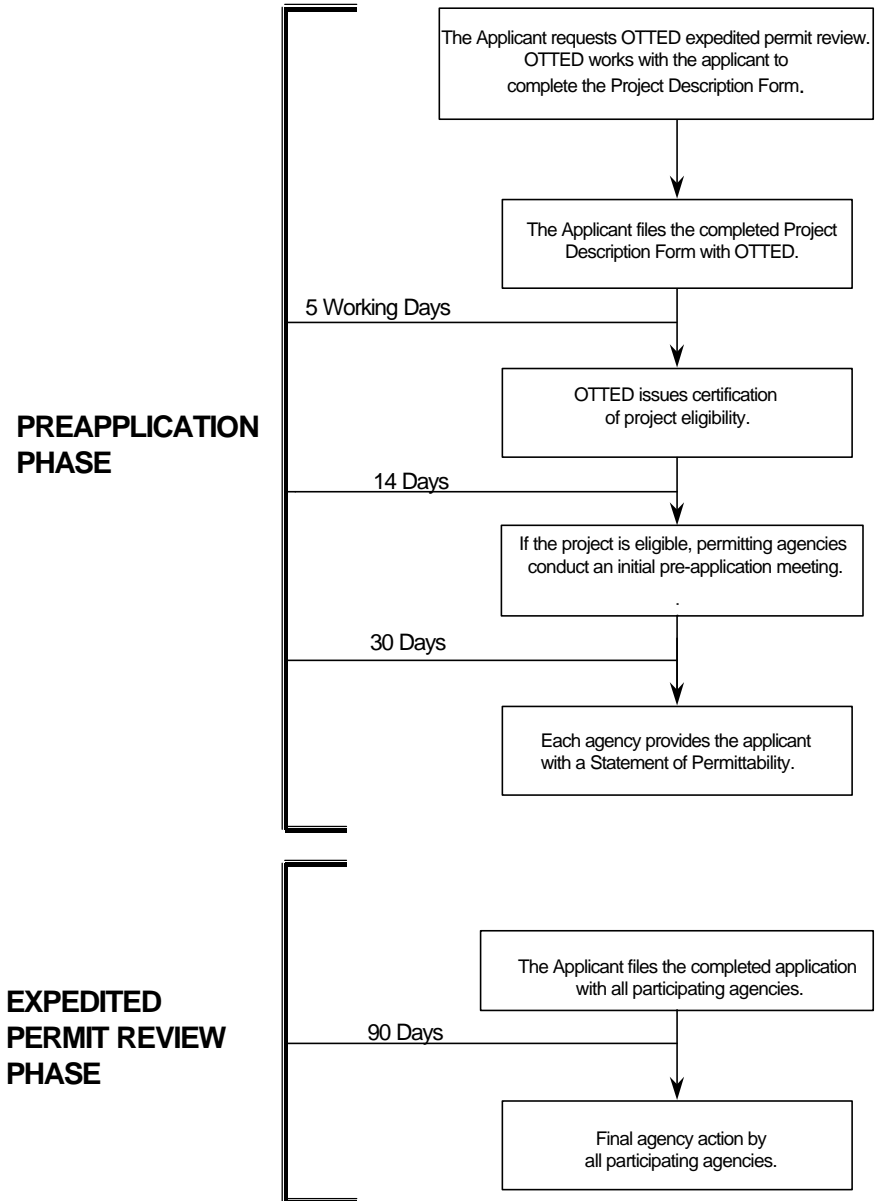 The Applicant requests OTTED expedited permit review.
OTTED works with the applicant to
complete the Project Description Form.
The Applicant files the completed Project
Description Form with OTTED.
5 Working Days
OTTED issues certification
of project eligibility.
PREAPPLICATION
PHASE
14 Days
If the project is eligible, permitting agencies
conduct an initial pre-application meeting.
.
30 Days
Each agency provides the applicant
with a Statement of Permittability.
The Applicant files the completed application
with all participating agencies.
EXPEDITED
PERMIT REVIEW
PHASE
90 Days
Final agency action by
all participating agencies.